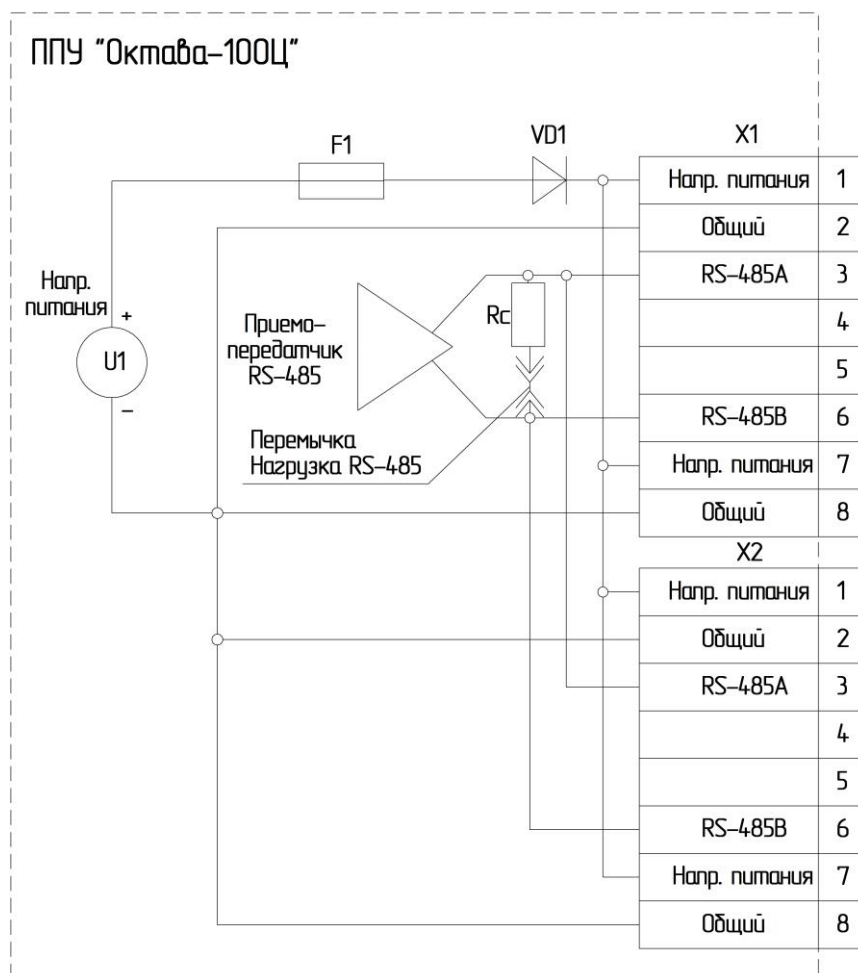 ППУ "Октава-100Ц"
F1
VD1
X1
Напр. питания 1
Общий 2
RS-485A 3
4
5
RS-485B 6
Напр. питания 7
Общий 8
Напр.
питания
+
U1
–
Приемо-
передатчик
RS-485
Rc
Перемычка
Нагрузка RS-485
X2
Напр. питания 1
Общий 2
RS-485A 3
4
5
RS-485B 6
Напр. питания 7
Общий 8